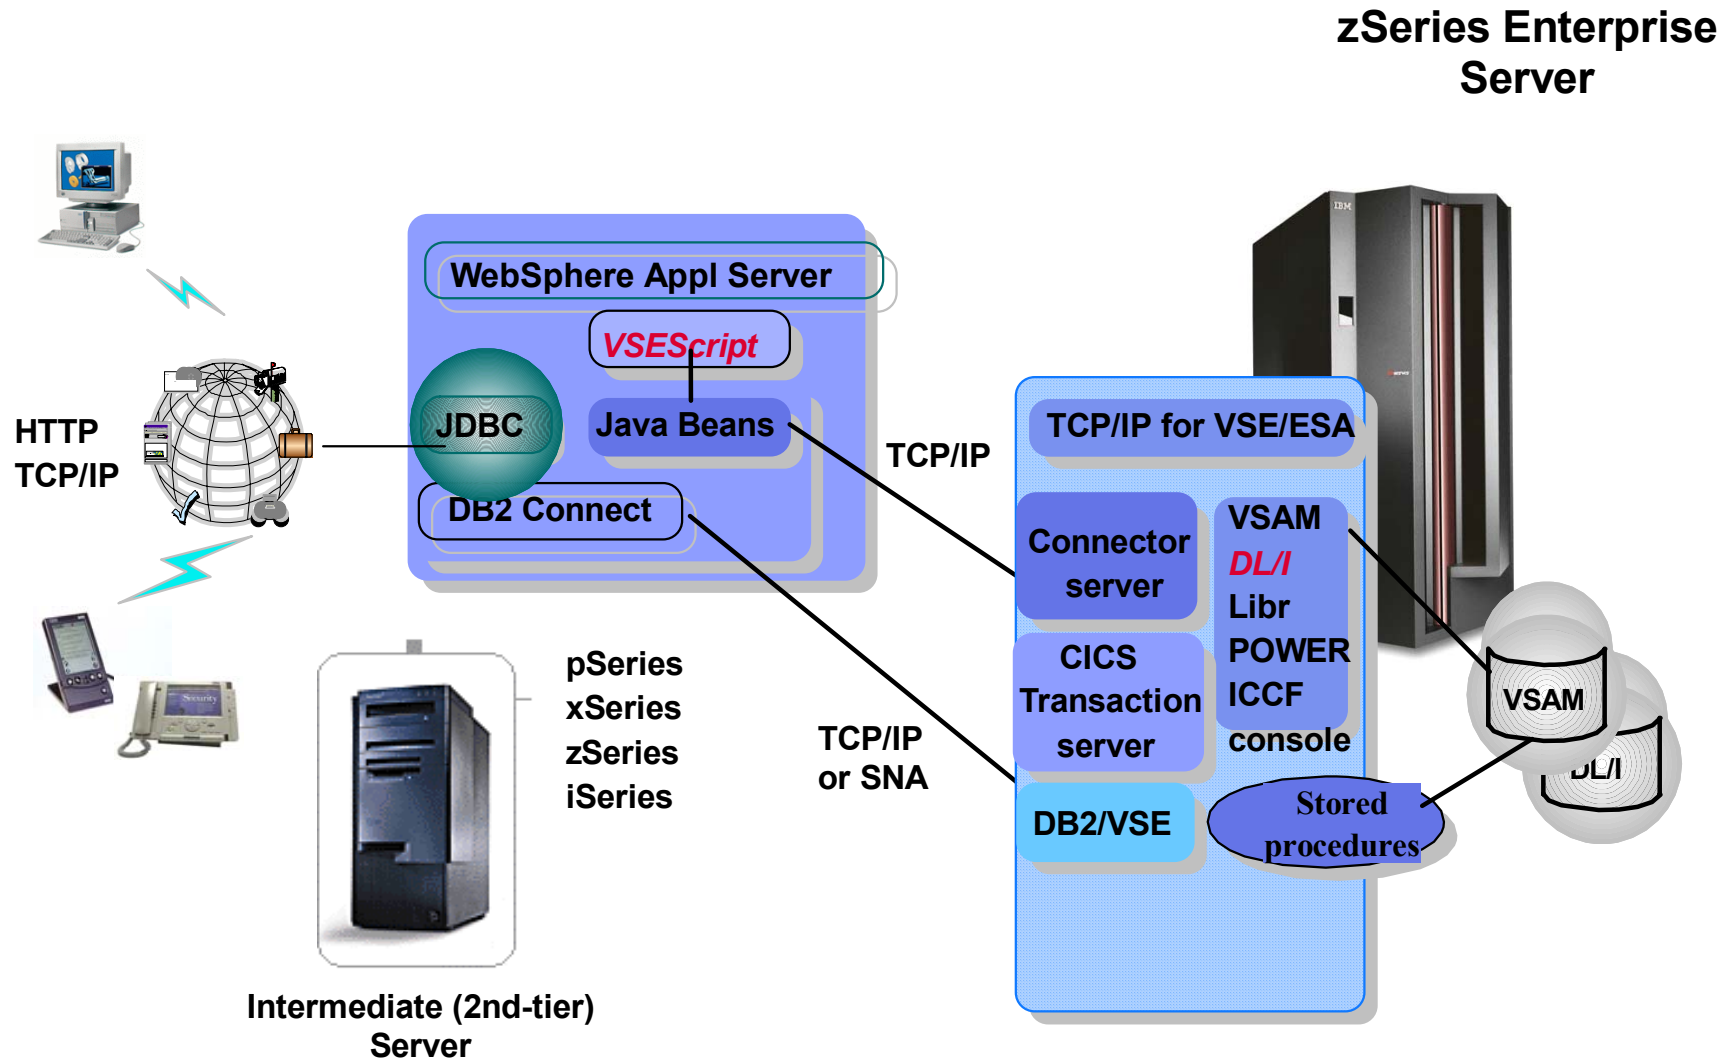 zSeries Enterprise
Server
IBM
WebSphere Appl Server
VSEScript
JDBC
Java Beans
DB2 Connect
HTTP
TCP/IP
TCP/IP
TCP/IP for VSE/ESA
Connector
server
VSAM
DL/I
Libr
POWER
ICCF
console
CICS
Transaction
server
DB2/VSE
Stored
procedures
VSAM
DL/I
TCP/IP
or SNA
pSeries
xSeries
zSeries
iSeries
Security
Intermediate (2nd-tier)
Server